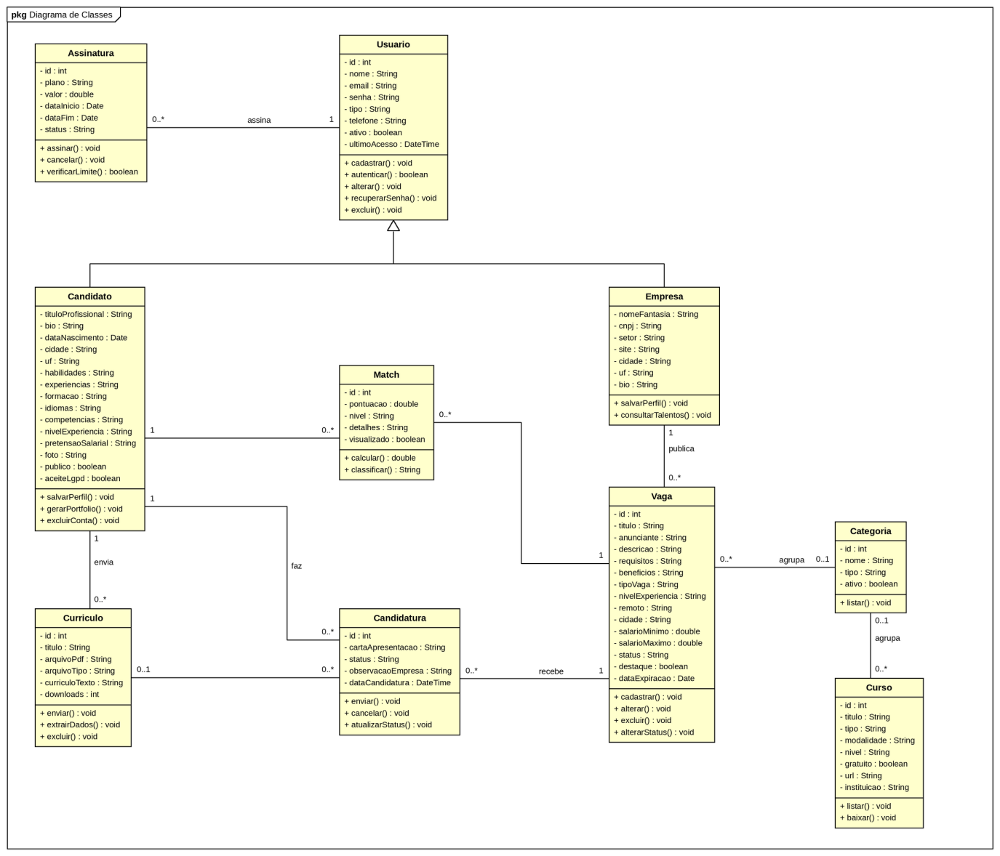 pkg Diagrama de Classes
Assinatura
- id : int
- plano : String
- valor : double
- dataInicio : Date
- dataFim : Date
- status : String
+ assinar() : void
+ cancelar() : void
+ verificarLimite() : boolean
0..*
assina
1
Usuario
- id : int
- nome : String
- email : String
- senha : String
- tipo : String
- telefone : String
- ativo : boolean
- ultimoAcesso : DateTime
+ cadastrar() : void
+ autenticar() : boolean
+ alterar() : void
+ recuperarSenha() : void
+ excluir() : void
Candidato
- tituloProfissional : String
- bio : String
- dataNascimento : Date
- cidade : String
- uf : String
- habilidades : String
- experiencias : String
- formacao : String
- idiomas : String
- competencias : String
- nivelExperiencia : String
- pretensaoSalarial : String
- foto : String
- publico : boolean
- aceiteLgpd : boolean
+ salvarPerfil() : void
+ gerarPortfolio() : void
+ excluirConta() : void
1
0..*
Match
- id : int
- pontuacao : double
- nivel : String
- detalhes : String
- visualizado : boolean
+ calcular() : double
+ classificar() : String
0..*
1
Empresa
- nomeFantasia : String
- cnpj : String
- setor : String
- site : String
- cidade : String
- uf : String
- bio : String
+ salvarPerfil() : void
+ consultarTalentos() : void
1
publica
0..*
1
faz
0..*
1
envia
0..*
Vaga
- id : int
- titulo : String
- anunciante : String
- descricao : String
- requisitos : String
- beneficios : String
- tipoVaga : String
- nivelExperiencia : String
- remoto : String
- cidade : String
- salarioMinimo : double
- salarioMaximo : double
- status : String
- destaque : boolean
- dataExpiracao : Date
+ cadastrar() : void
+ alterar() : void
+ excluir() : void
+ alterarStatus() : void
0..*
agrupa
0..1
Categoria
- id : int
- nome : String
- tipo : String
- ativo : boolean
+ listar() : void
0..1
agrupa
0..*
Curriculo
- id : int
- titulo : String
- arquivoPdf : String
- arquivoTipo : String
- curriculoTexto : String
- downloads : int
+ enviar() : void
+ extrairDados() : void
+ excluir() : void
0..1
0..*
Candidatura
- id : int
- cartaApresentacao : String
- status : String
- observacaoEmpresa : String
- dataCandidatura : DateTime
+ enviar() : void
+ cancelar() : void
+ atualizarStatus() : void
0..*
recebe
1
Curso
- id : int
- titulo : String
- tipo : String
- modalidade : String
- nivel : String
- gratuito : boolean
- url : String
- instituicao : String
+ listar() : void
+ baixar() : void